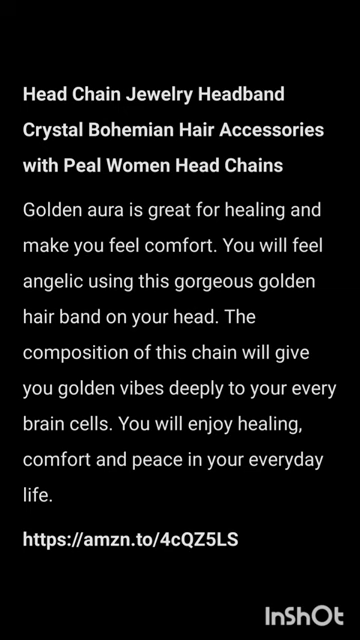 Head Chain Jewelry Headband
Crystal Bohemian Hair Accessories
with Peal Women Head Chains
Golden aura is great for healing and
make you feel comfort. You will feel
angelic using this gorgeous golden
hair band on your head. The
composition of this chain will give
you golden vibes deeply to your every
brain cells. You will enjoy healing,
comfort and peace in your everyday
life.
https://amzn.to/4cQZ5LS
InShOt